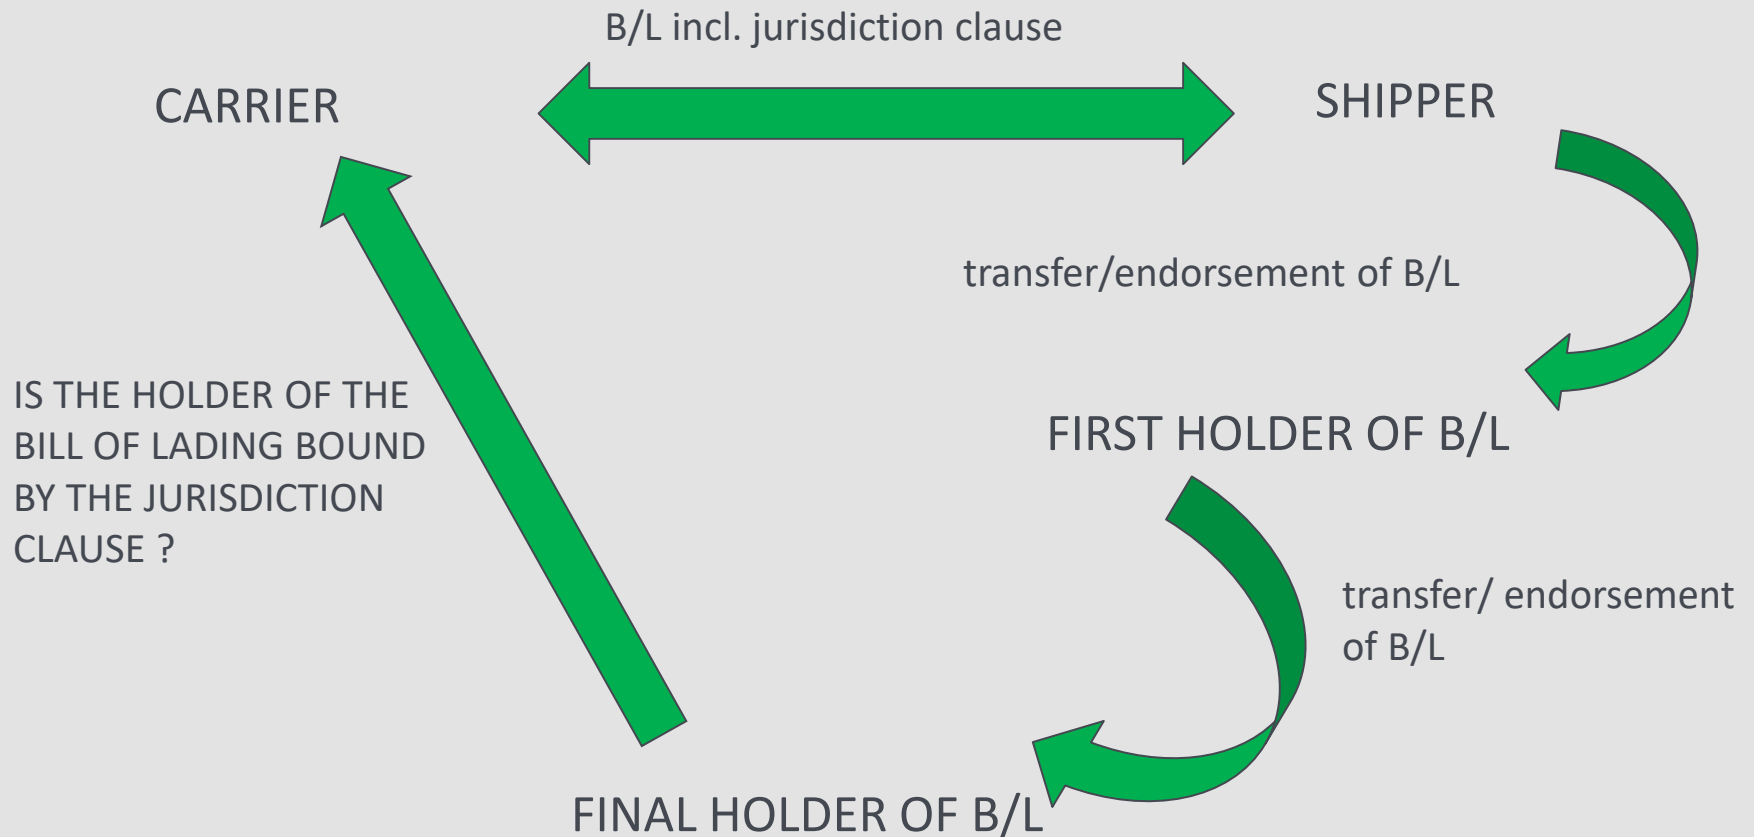 B/L incl. jurisdiction clause
CARRIER
SHIPPER
transfer/endorsement of B/L
IS THE HOLDER OF THE
BILL OF LADING BOUND
BY THE JURISDICTION
CLAUSE ?
FIRST HOLDER OF B/L
transfer/ endorsement
of B/L
FINAL HOLDER OF B/L